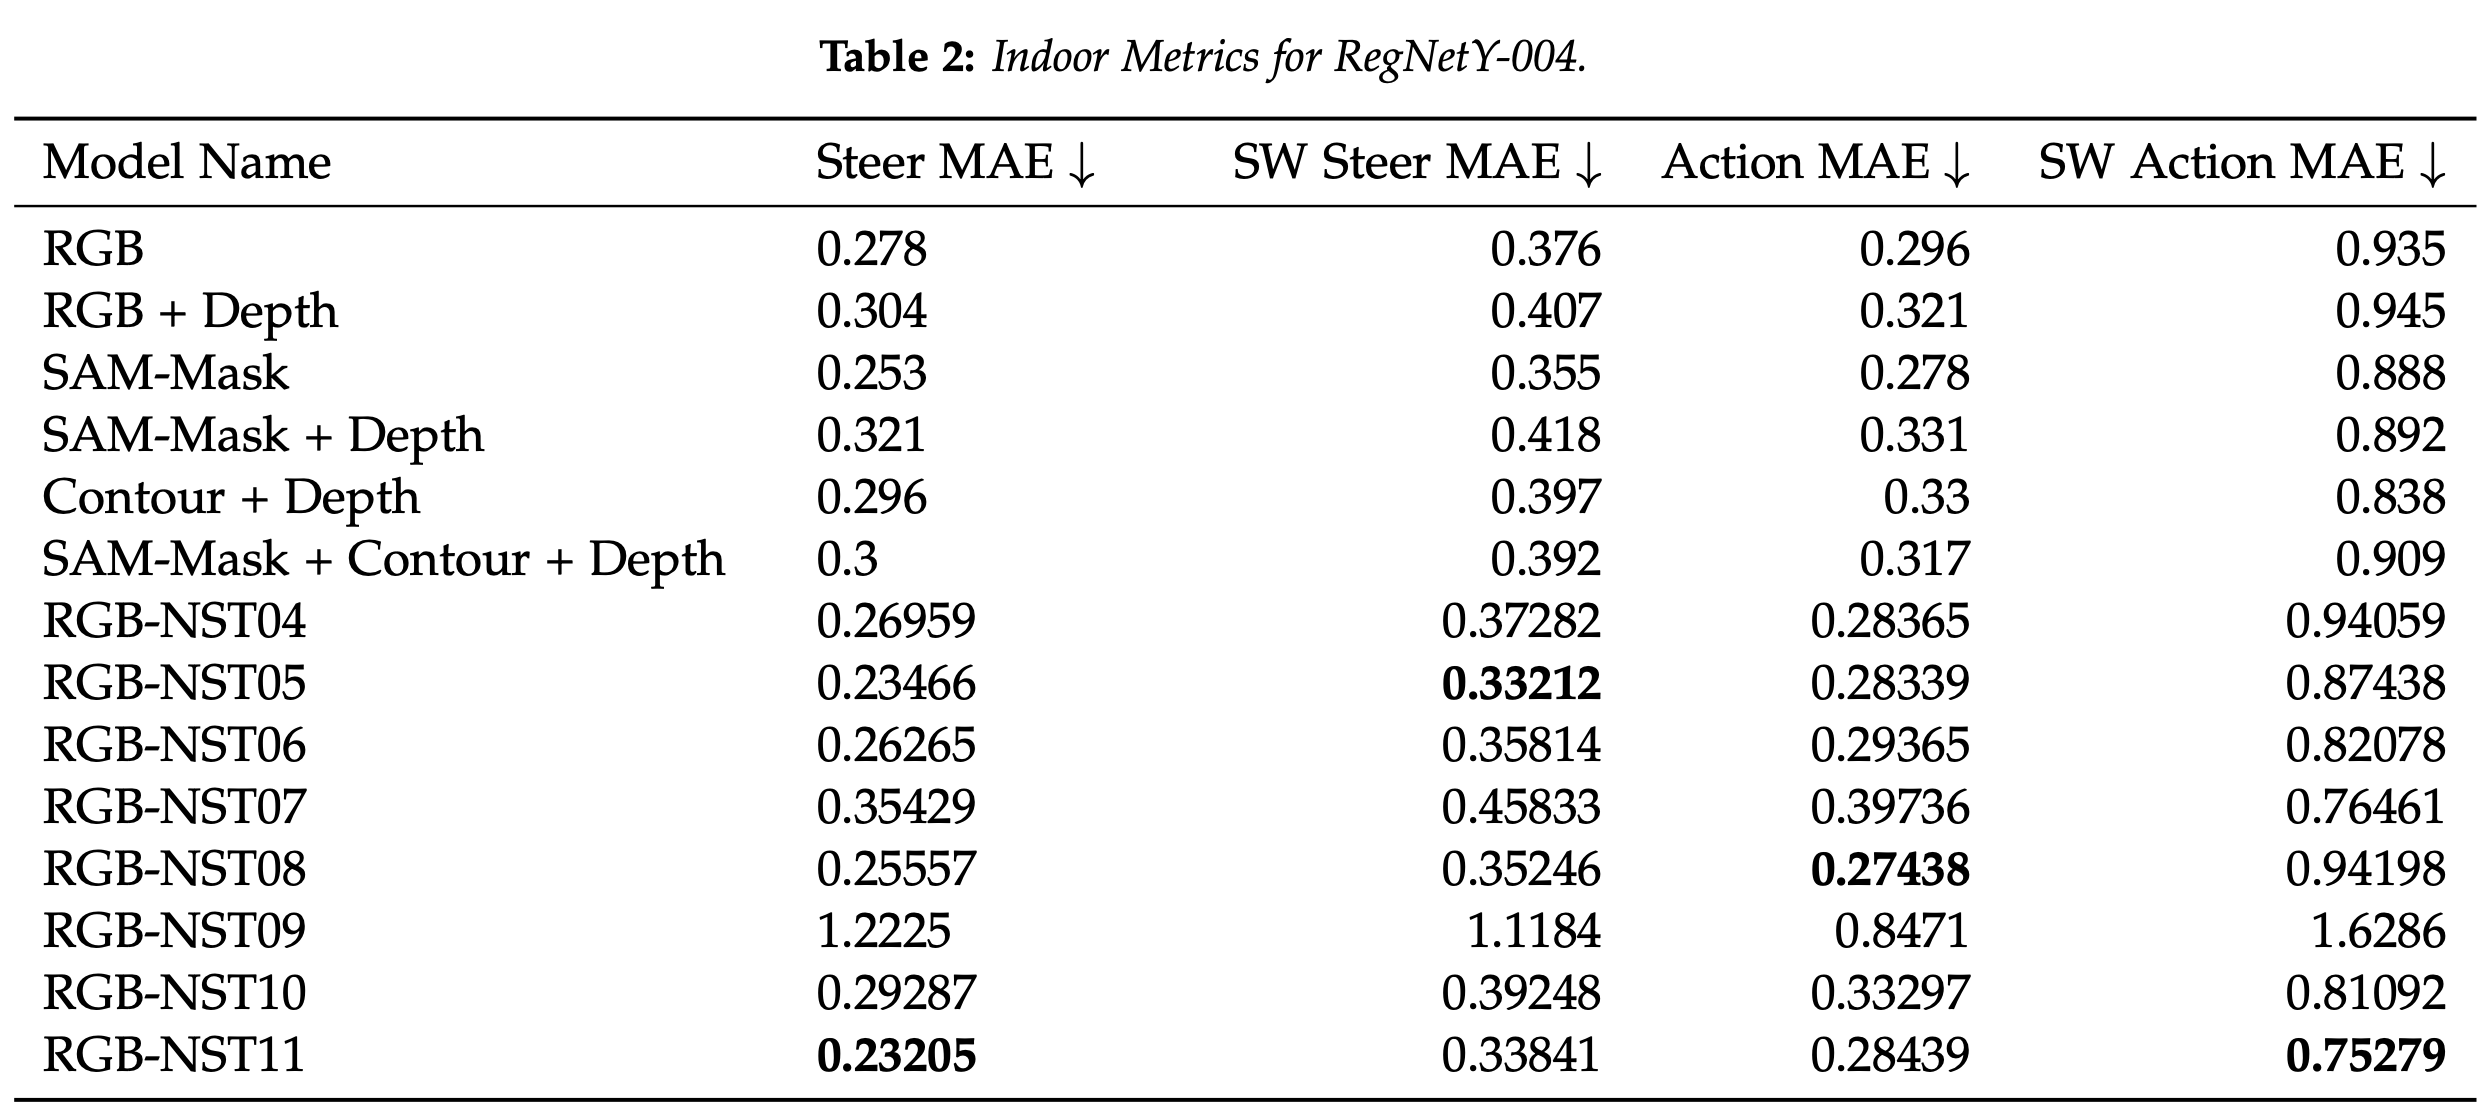 Table 2: Indoor Metrics for RegNetY-004.
Model Name Steer MAE ↓ SW Steer MAE ↓ Action MAE ↓ SW Action MAE ↓
RGB 0.278 0.376 0.296 0.935
RGB + Depth 0.304 0.407 0.321 0.945
SAM-Mask 0.253 0.355 0.278 0.888
SAM-Mask + Depth 0.321 0.418 0.331 0.892
Contour + Depth 0.296 0.397 0.33 0.838
SAM-Mask + Contour + Depth 0.3 0.392 0.317 0.909
RGB-NST04 0.26959 0.37282 0.28365 0.94059
RGB-NST05 0.23466 0.33212 0.28339 0.87438
RGB-NST06 0.26265 0.35814 0.29365 0.82078
RGB-NST07 0.35429 0.45833 0.39736 0.76461
RGB-NST08 0.25557 0.35246 0.27438 0.94198
RGB-NST09 1.2225 1.1184 0.8471 1.6286
RGB-NST10 0.29287 0.39248 0.33297 0.81092
RGB-NST11 0.23205 0.33841 0.28439 0.75279